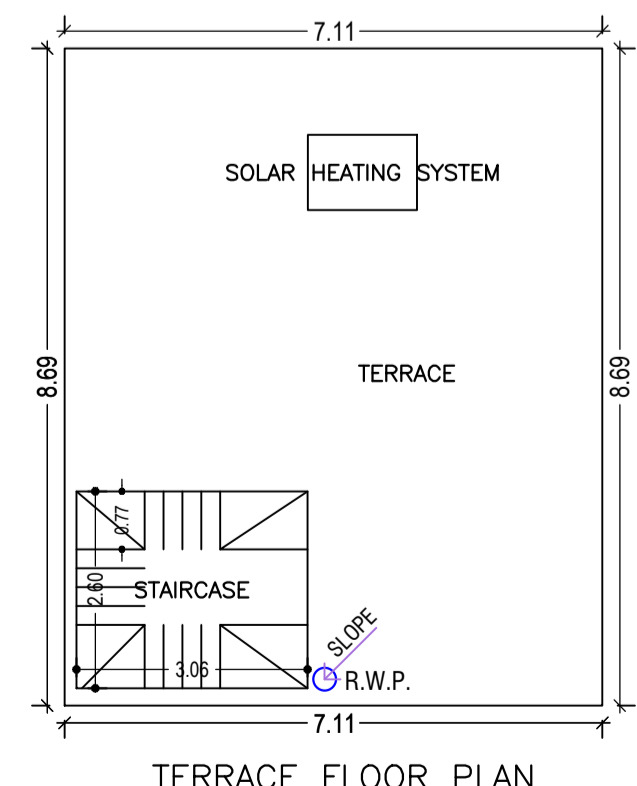 7.11
SOLAR HEATING SYSTEM
8.69
TERRACE
8.69
0.77
2.60
STAIRCASE
SLOPE
3.06
R.W.P.
7.11
TERRACE FLOOR PLAN